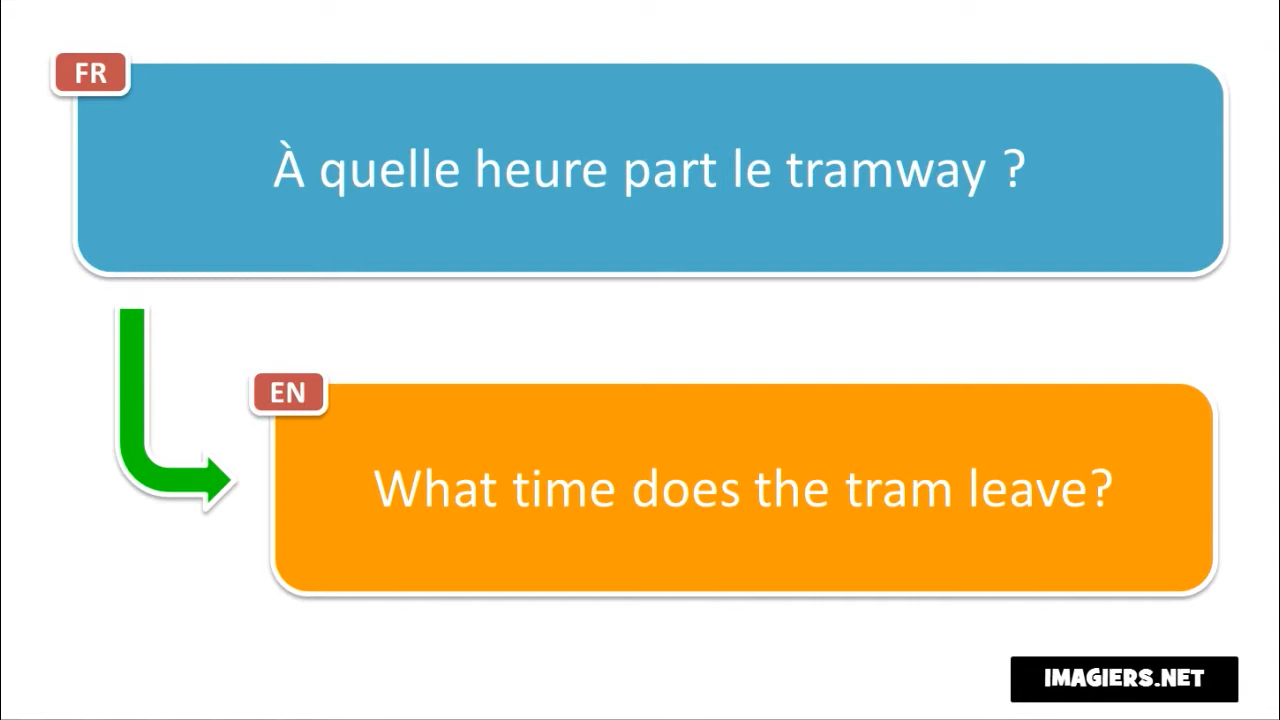 FR
À quelle heure part le tramway ?
EN
What time does the tram leave?
IMAGIERS.NET